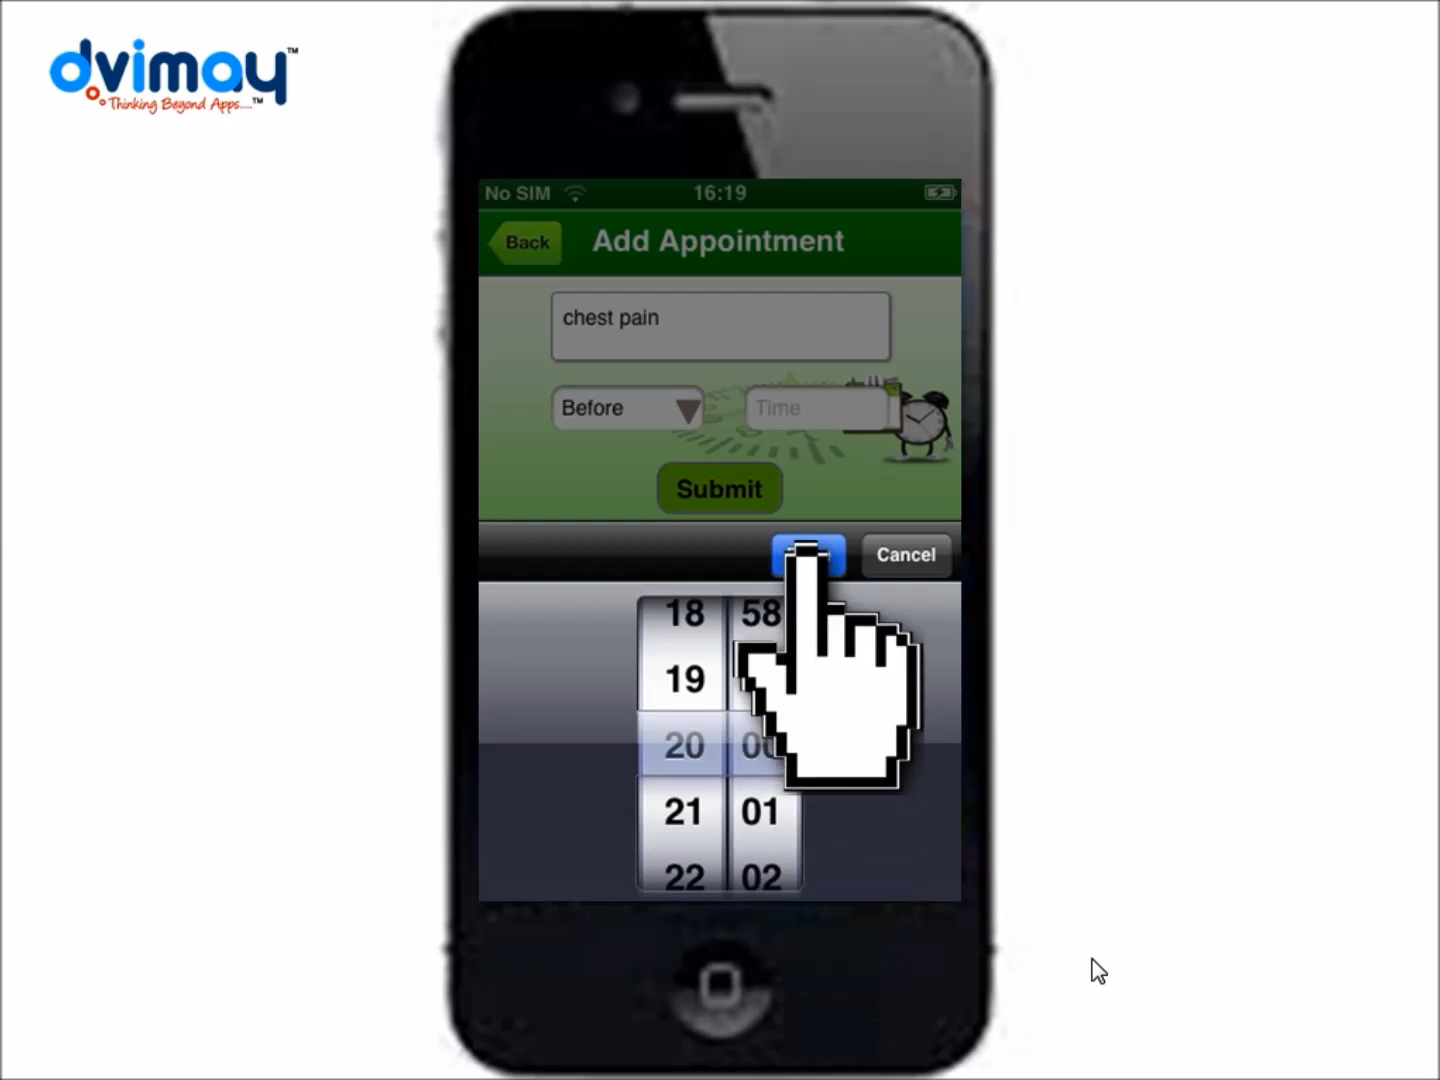 dvimay™
Thinking Beyond Apps....™
No SIM 16:19
Back Add Appointment
chest pain
Before Time
Submit
Cancel
18 58
19
20
21 01
22 02